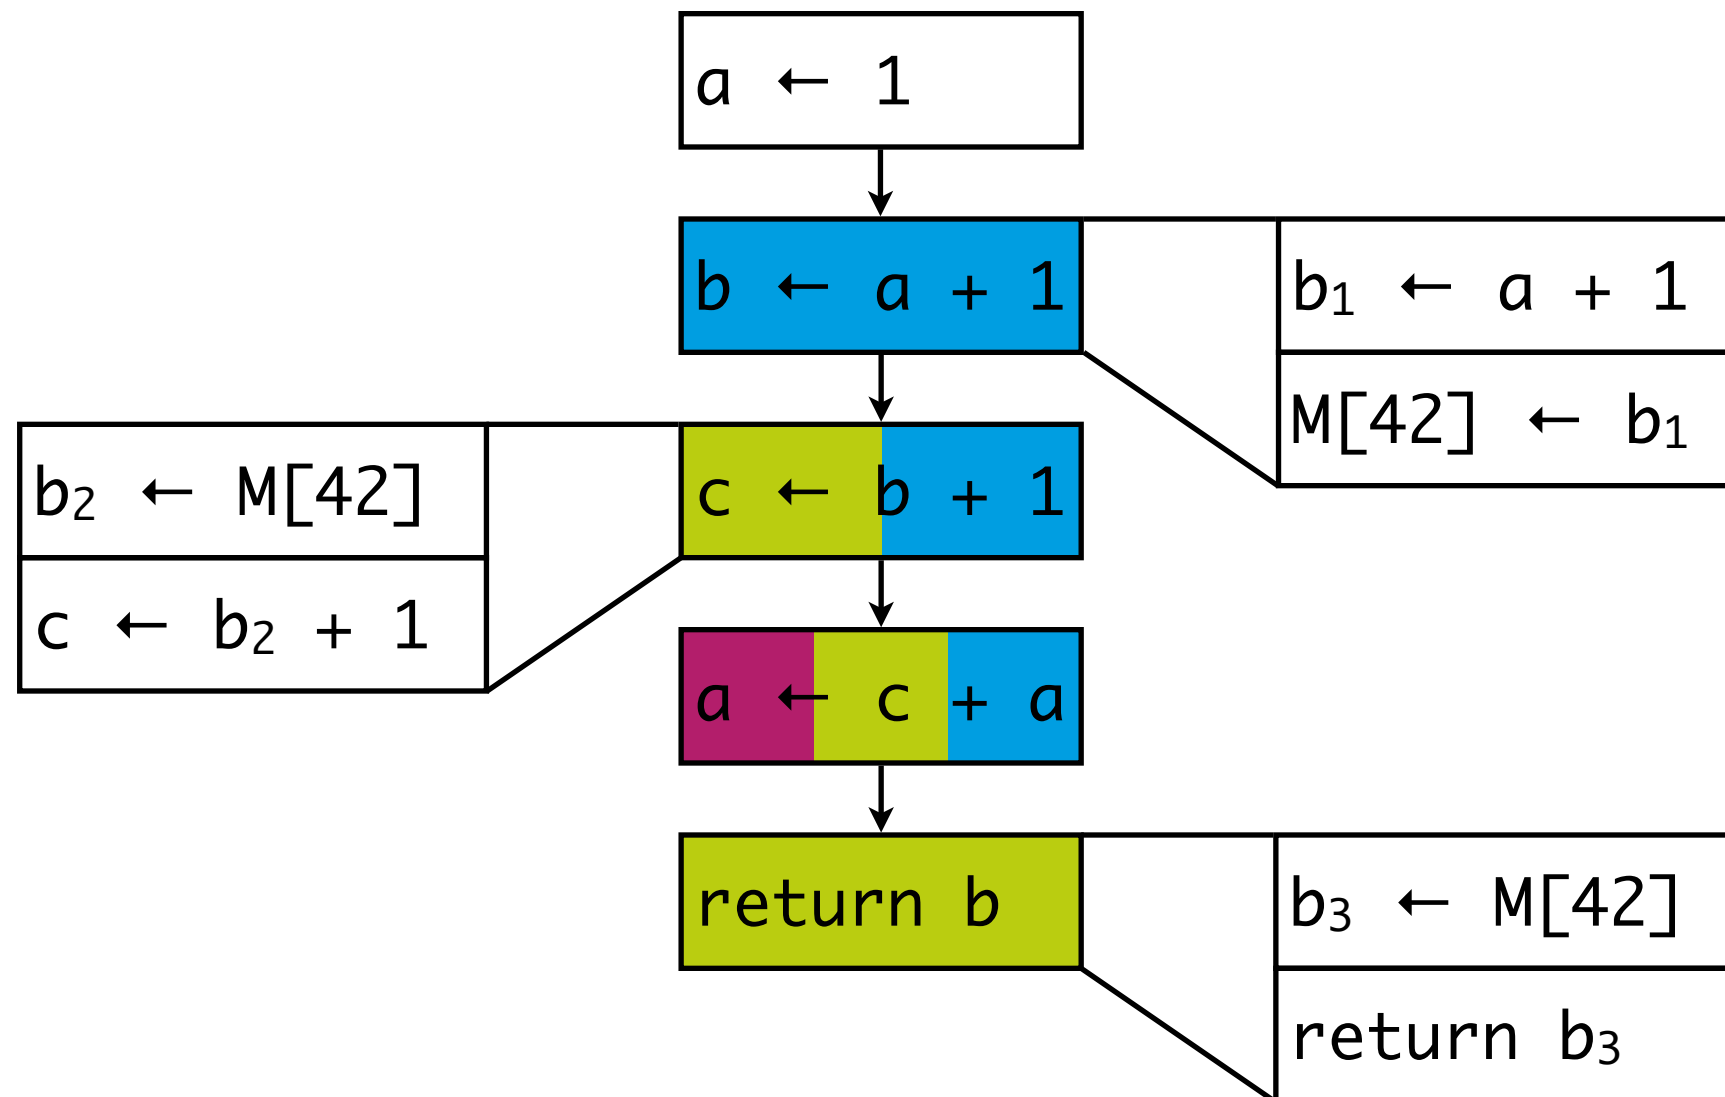 a ← 1
b ← a + 1
b₁ ← a + 1
M[42] ← b₁
b₂ ← M[42]
c ← b₂ + 1
c ← b + 1
a ← c + a
return b
b₃ ← M[42]
return b₃